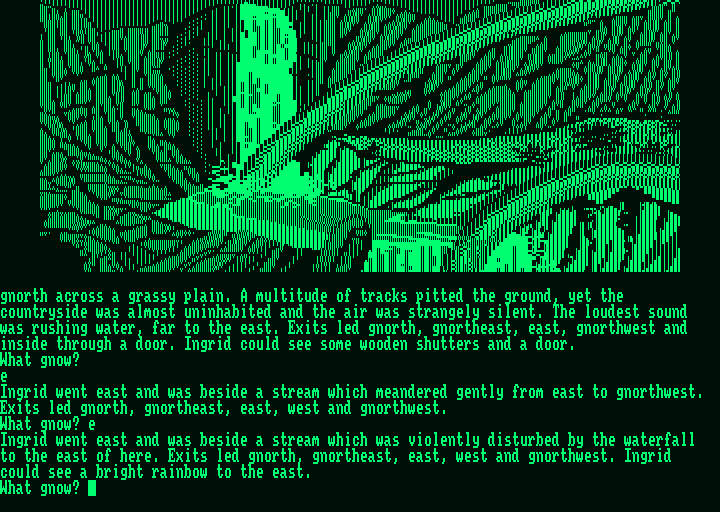 gnorth across a grassy plain. A multitude of tracks pitted the ground, yet the
countryside was almost uninhabited and the air was strangely silent. The loudest sound
was rushing water, far to the east. Exits led gnorth, gnortheast, east, gnorthwest and
inside through a door. Ingrid could see some wooden shutters and a door.
What gnow?
e
Ingrid went east and was beside a stream which meandered gently from east to gnorthwest.
Exits led gnorth, gnortheast, east, west and gnorthwest.
What gnow? e
Ingrid went east and was beside a stream which was violently disturbed by the waterfall
to the east of here. Exits led gnorth, gnortheast, east, west and gnorthwest. Ingrid
could see a bright rainbow to the east.
What gnow?